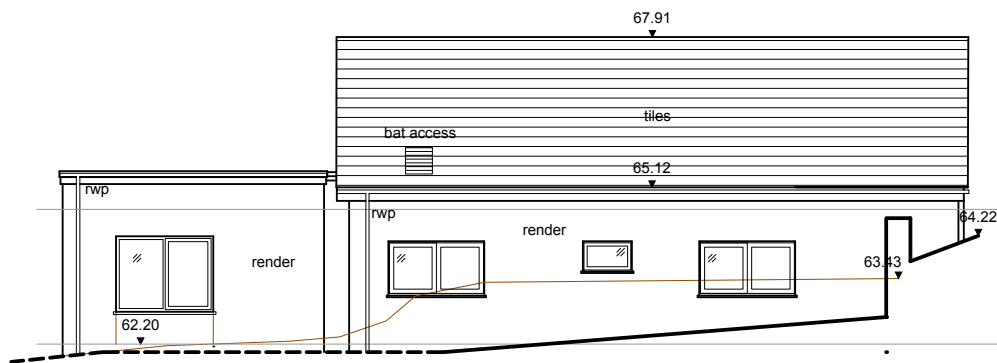 67.91
tiles
bat access
65.12
rwp
rwp
64.22
render
render
63.43
62.20